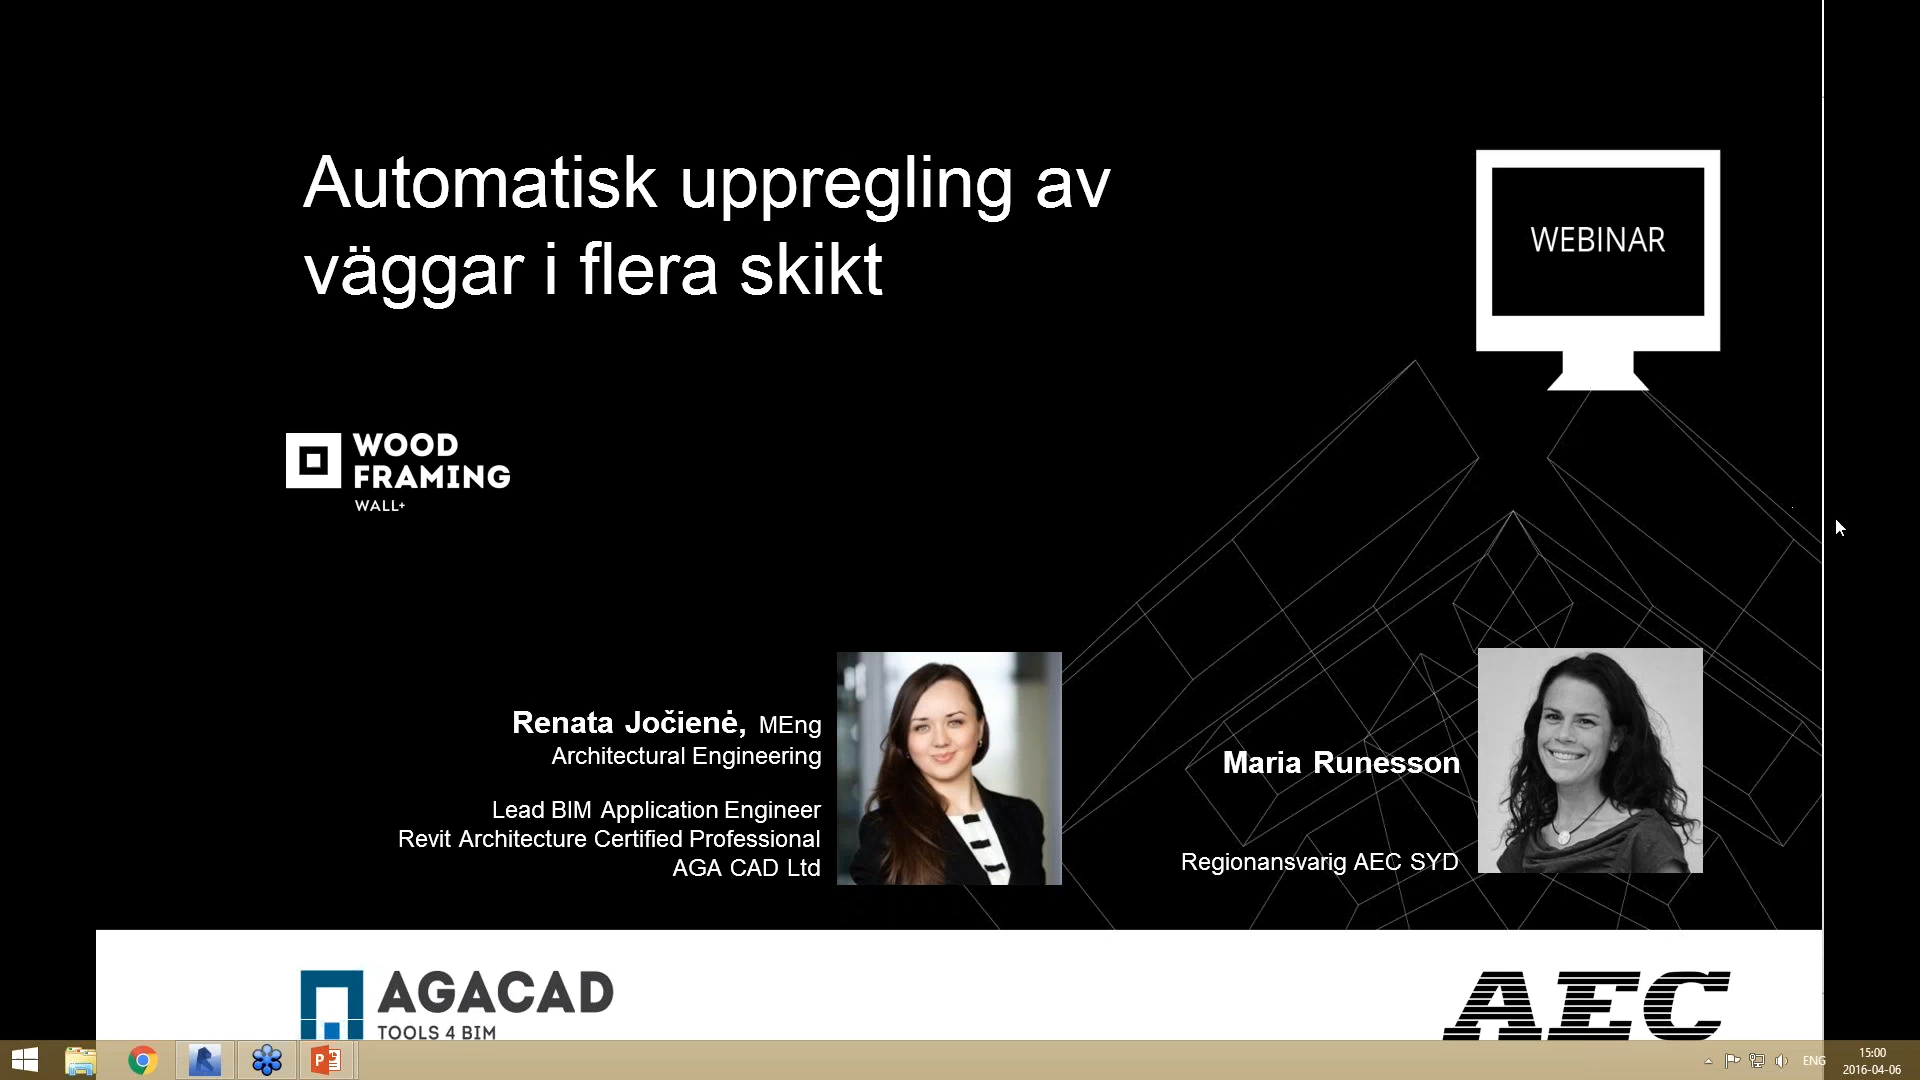 Automatisk uppregling av
väggar i flera skikt
WEBINAR
WOOD
FRAMING
WALL+
Renata Jočienė, MEng
Architectural Engineering
Lead BIM Application Engineer
Revit Architecture Certified Professional
AGA CAD Ltd
Maria Runesson
Regionansvarig AEC SYD
AGACAD
TOOLS 4 BIM
AEC
ENG
15:00
2016-04-06